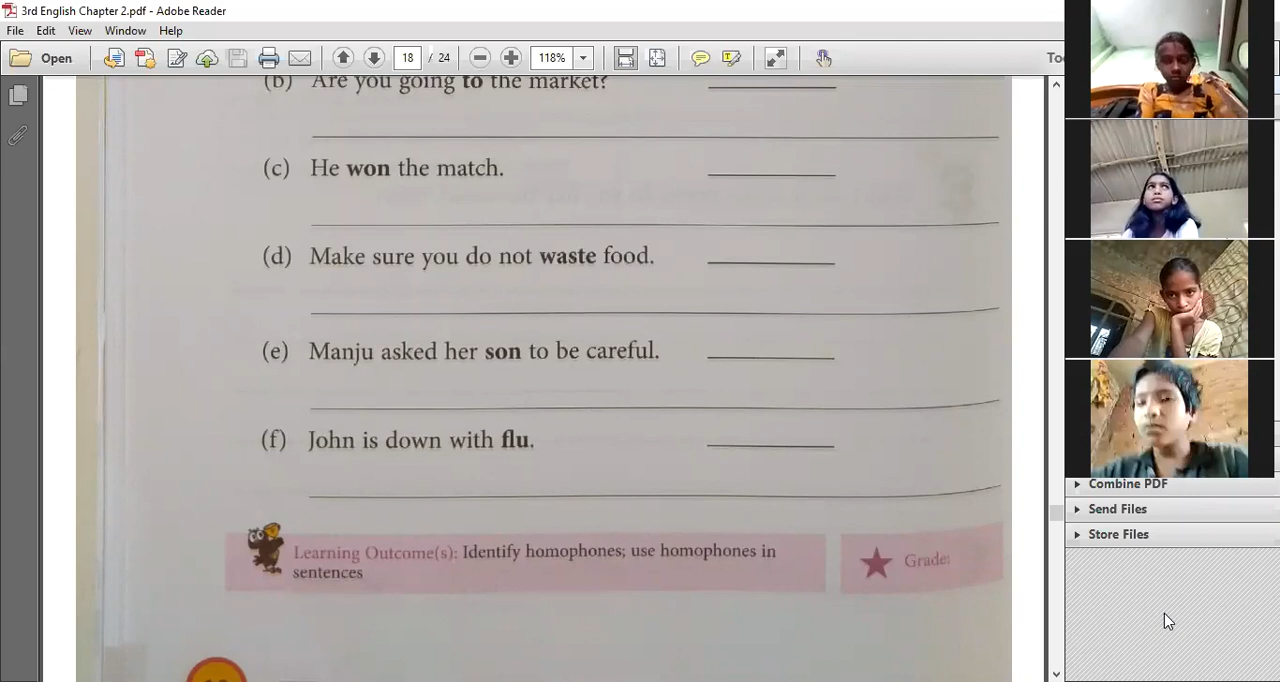 3rd English Chapter 2.pdf - Adobe Reader
File Edit View Window Help
Open 18 / 24 118%
(b) Are you going to the market?
(c) He won the match.
(d) Make sure you do not waste food.
(e) Manju asked her son to be careful.
(f) John is down with flu.
Learning Outcome(s): Identify homophones; use homophones in
sentences
Grade:
Combine PDF
Send Files
Store Files